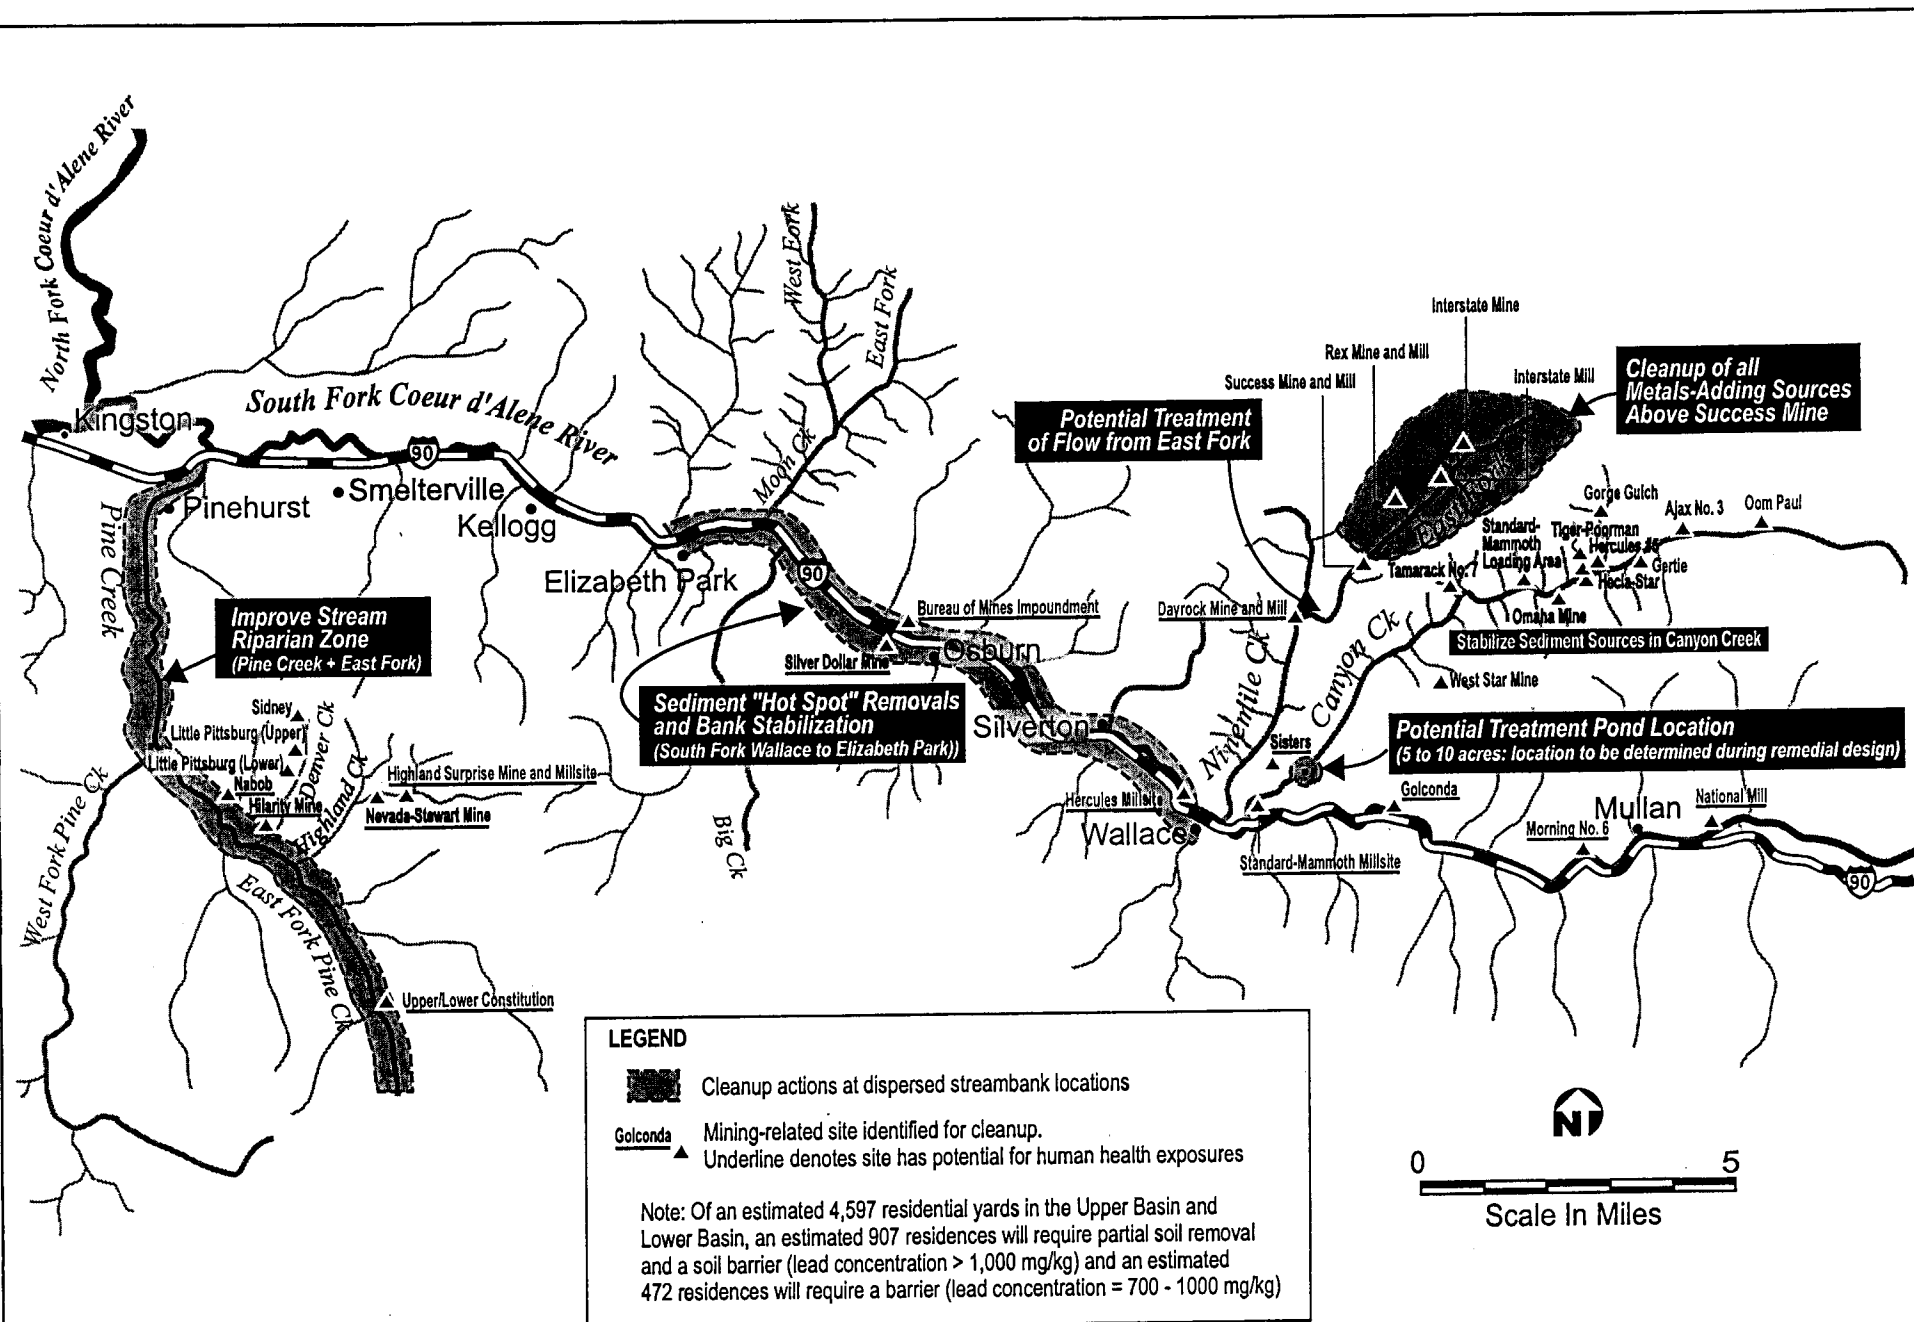 North Fork Coeur d'Alene River
Kingston
South Fork Coeur d'Alene River
90
Pinehurst
Smelterville
Kellogg
Elizabeth Park
Pine Creek
Improve Stream
Riparian Zone
(Pine Creek + East Fork)
Sidney
Little Pittsburg (Upper)
Little Pittsburg (Lower)
Nabob
Hilarity Mine
Denver Ck
Highland Ck
Highland Surprise Mine and Millsite
Nevada-Stewart Mine
West Fork Pine Ck
East Fork Pine Ck
Upper/Lower Constitution
West Fork
East Fork
Moon Ck
90
Bureau of Mines Impoundment
Silver Dollar Mine
Osburn
Sediment "Hot Spot" Removals
and Bank Stabilization
(South Fork Wallace to Elizabeth Park))
Big Ck
Silverton
Hercules Millsite
Wallace
Interstate Mine
Rex Mine and Mill
Success Mine and Mill
Interstate Mill
Cleanup of all
Metals-Adding Sources
Above Success Mine
Potential Treatment
of Flow from East Fork
East Fork
Dayrock Mine and Mill
Ninemile Ck
Canyon Ck
Tamarack No. 7
Standard-
Mammoth
Loading Area
Gorge Gulch
Tiger-Poorman
Hercules #5
Hecla-Star
Gertie
Ajax No. 3
Oom Paul
Omaha Mine
Stabilize Sediment Sources in Canyon Creek
West Star Mine
Potential Treatment Pond Location
(5 to 10 acres: location to be determined during remedial design)
Sisters
Golconda
Standard-Mammoth Millsite
Morning No. 6
Mullan
National Mill
90
LEGEND
Cleanup actions at dispersed streambank locations
Golconda
Mining-related site identified for cleanup.
Underline denotes site has potential for human health exposures
Note: Of an estimated 4,597 residential yards in the Upper Basin and
Lower Basin, an estimated 907 residences will require partial soil removal
and a soil barrier (lead concentration > 1,000 mg/kg) and an estimated
472 residences will require a barrier (lead concentration = 700 - 1000 mg/kg)
N
0 5
Scale In Miles